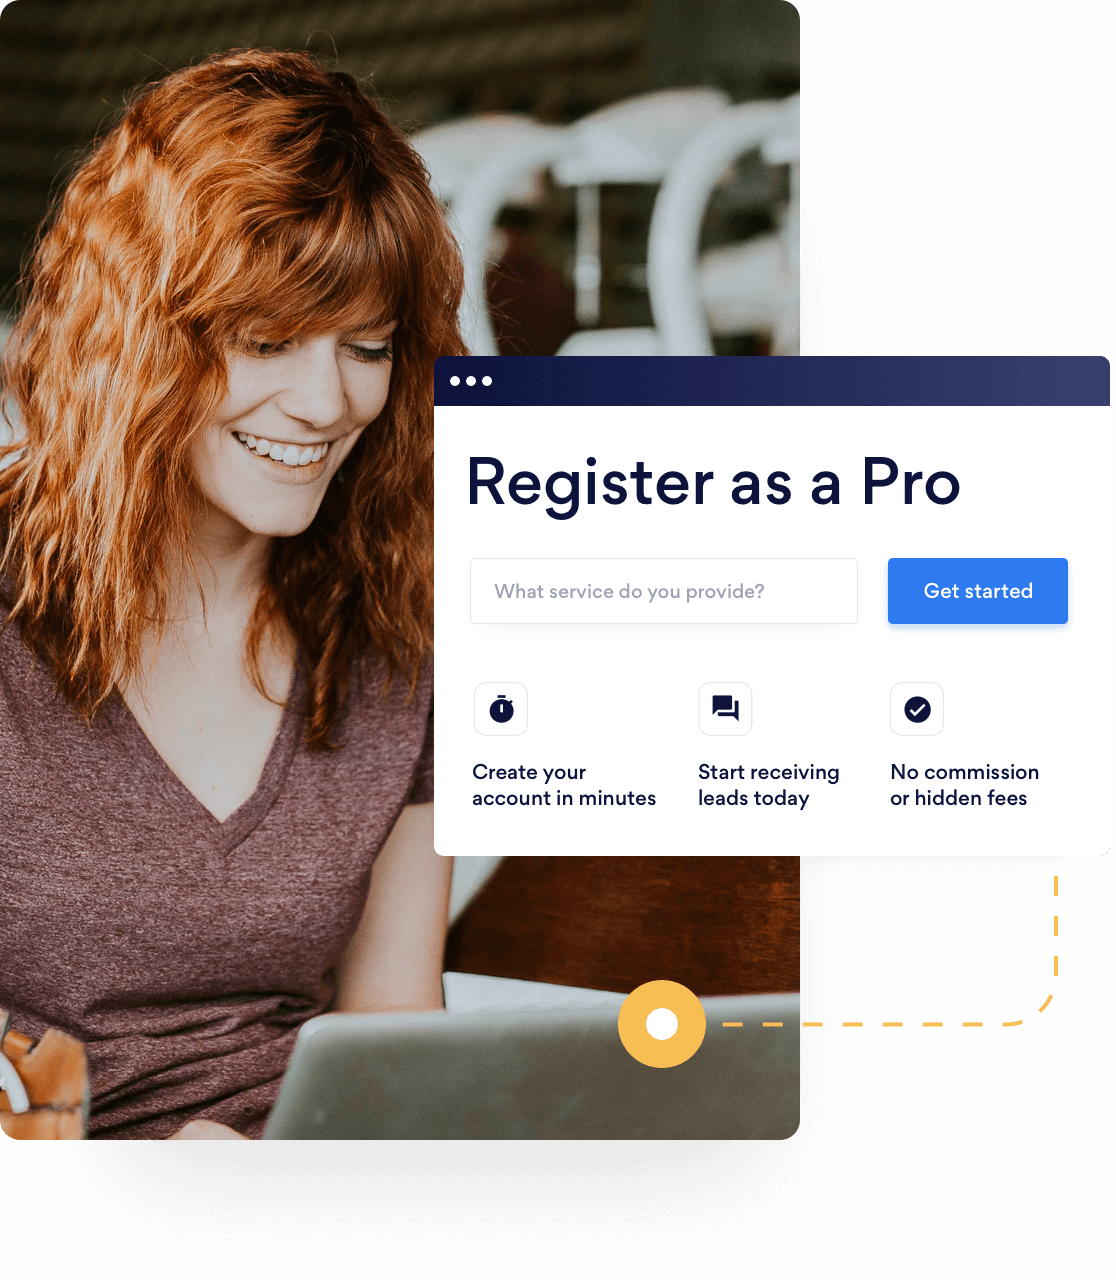 Register as a Pro
What service do you provide?
Get started
Create your
account in minutes
Start receiving
leads today
No commission
or hidden fees